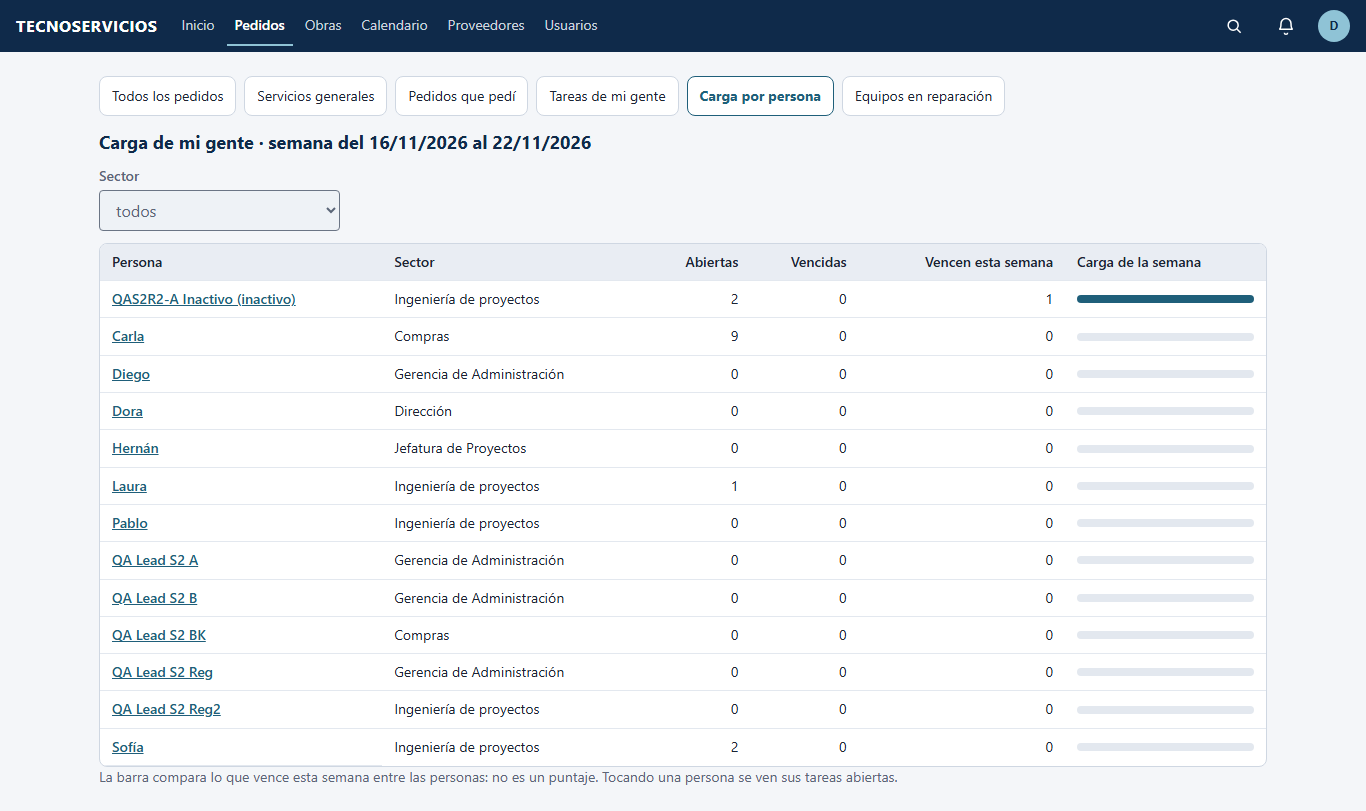 TECNOSERVICIOS Inicio Pedidos Obras Calendario Proveedores Usuarios D
Todos los pedidos Servicios generales Pedidos que pedí Tareas de mi gente Carga por persona Equipos en reparación
Carga de mi gente · semana del 16/11/2026 al 22/11/2026
Sector
todos
Persona Sector Abiertas Vencidas Vencen esta semana Carga de la semana
QAS2R2-A Inactivo (inactivo) Ingeniería de proyectos 2 0 1
Carla Compras 9 0 0
Diego Gerencia de Administración 0 0 0
Dora Dirección 0 0 0
Hernán Jefatura de Proyectos 0 0 0
Laura Ingeniería de proyectos 1 0 0
Pablo Ingeniería de proyectos 0 0 0
QA Lead S2 A Gerencia de Administración 0 0 0
QA Lead S2 B Gerencia de Administración 0 0 0
QA Lead S2 BK Compras 0 0 0
QA Lead S2 Reg Gerencia de Administración 0 0 0
QA Lead S2 Reg2 Ingeniería de proyectos 0 0 0
Sofía Ingeniería de proyectos 2 0 0
La barra compara lo que vence esta semana entre las personas: no es un puntaje. Tocando una persona se ven sus tareas abiertas.